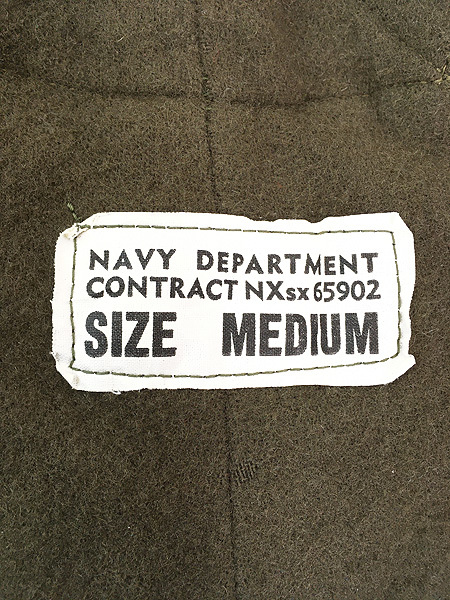 NAVY DEPARTMENT
CONTRACT NXsx 65902
SIZE MEDIUM